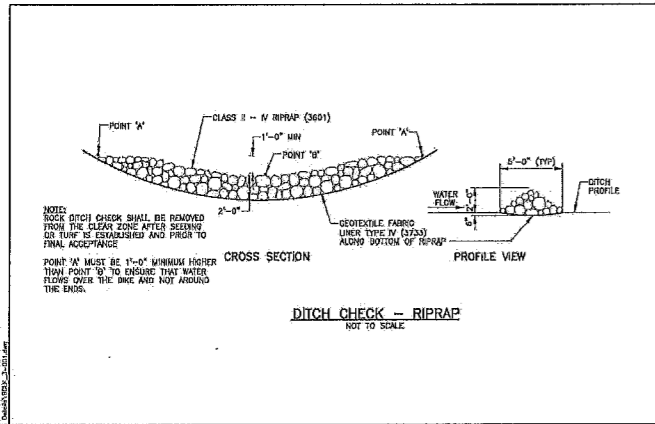 POINT 'A'
CLASS II – IV RIPRAP (3601)
1'-0" MIN
POINT 'B'
POINT 'A'
2'-0"
GEOTEXTILE FABRIC
LINER TYPE IV (3733)
ALONG BOTTOM OF RIPRAP
CROSS SECTION
NOTE:
ROCK DITCH CHECK SHALL BE REMOVED
FROM THE CLEAR ZONE AFTER SEEDING
OR TURF IS ESTABLISHED AND PRIOR TO
FINAL ACCEPTANCE
POINT 'A' MUST BE 1'-0" MINIMUM HIGHER
THAN POINT 'B' TO ENSURE THAT WATER
FLOWS OVER THE DIKE AND NOT AROUND
THE ENDS.
(TYP)
WATER
FLOW
DITCH
PROFILE
6"
PROFILE VIEW
DITCH CHECK – RIPRAP
NOT TO SCALE